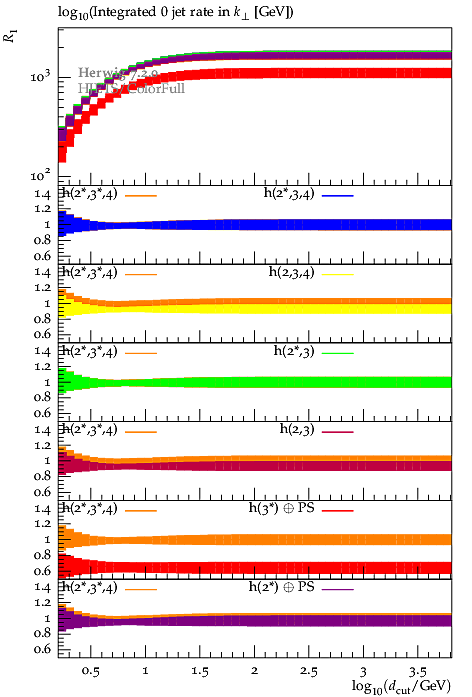 log₁₀(Integrated 0 jet rate in k⊥ [GeV])
R₁
10³
Herwig 7.2.0
10²
1.4 h(2*,3*,4) h(2*,3,4)
1.2
1
0.8
0.6
1.4 h(2*,3*,4) h(2,3,4)
1.2
1
0.8
0.6
1.4 h(2*,3*,4) h(2*,3)
1.2
1
0.8
0.6
1.4 h(2*,3*,4) h(2,3)
1.2
1
0.8
0.6
1.4 h(2*,3*,4) h(3*) ⊕ PS
1.2
1
0.8
0.6
1.4 h(2*,3*,4) h(2*) ⊕ PS
1.2
1
0.8
0.6
0.5 1 1.5 2 2.5 3 3.5
log₁₀(d_cut/GeV)